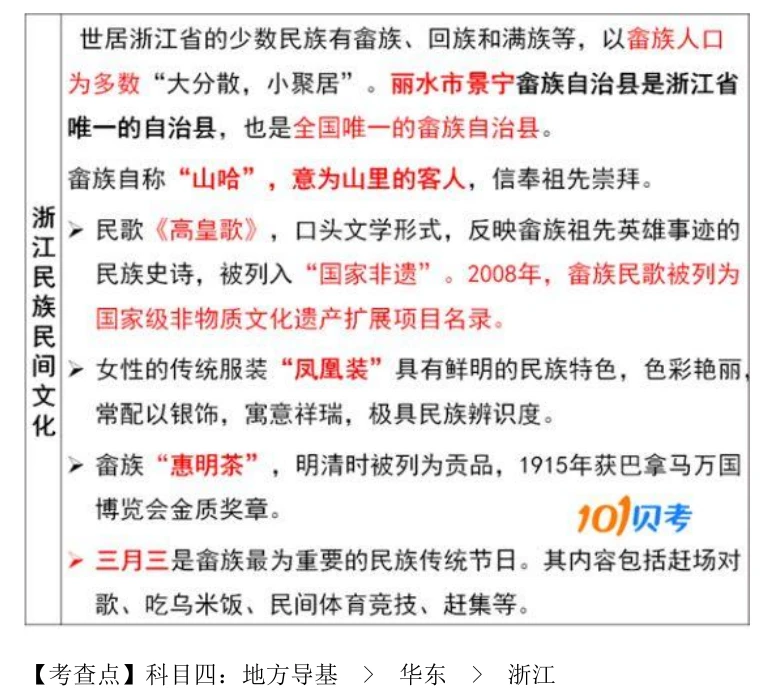 浙江民族民间文化
世居浙江省的少数民族有畲族、回族和满族等，以畲族人口
为多数“大分散，小聚居”。丽水市景宁畲族自治县是浙江省
唯一的自治县，也是全国唯一的畲族自治县。
畲族自称“山哈”，意为山里的客人，信奉祖先崇拜。
➢ 民歌《高皇歌》，口头文学形式，反映畲族祖先英雄事迹的
民族史诗，被列入“国家非遗”。2008年，畲族民歌被列为
国家级非物质文化遗产扩展项目名录。
➢ 女性的传统服装“凤凰装”具有鲜明的民族特色，色彩艳丽，
常配以银饰，寓意祥瑞，极具民族辨识度。
➢ 畲族“惠明茶”，明清时被列为贡品，1915年获巴拿马万国
博览会金质奖章。
101贝考
➢ 三月三是畲族最为重要的民族传统节日。其内容包括赶场对
歌、吃乌米饭、民间体育竞技、赶集等。
【考查点】科目四：地方导基 > 华东 > 浙江